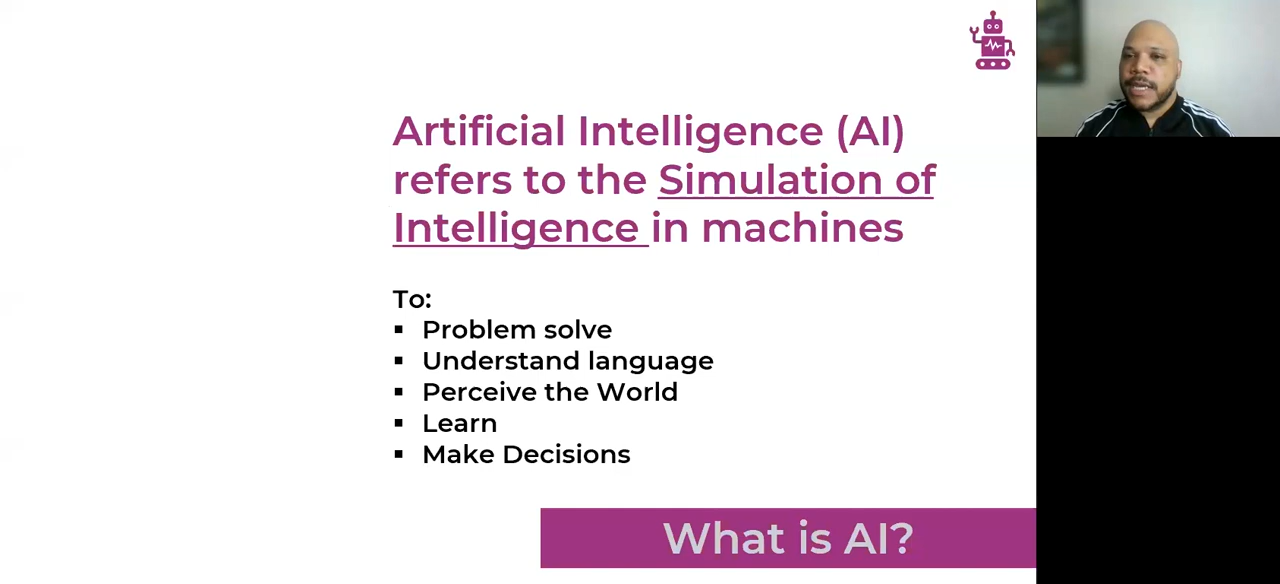 Artificial Intelligence (AI)
refers to the Simulation of
Intelligence in machines
To:
▪ Problem solve
▪ Understand language
▪ Perceive the World
▪ Learn
▪ Make Decisions
What is AI?